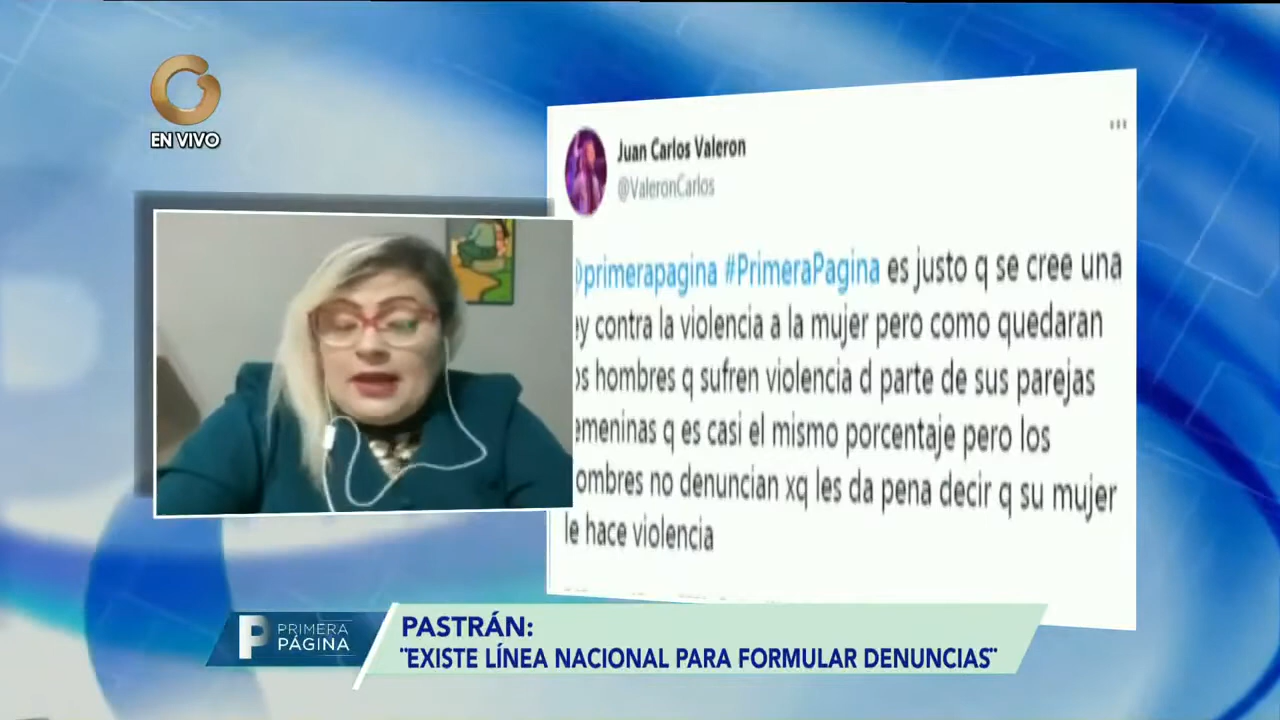 EN VIVO
Juan Carlos Valeron
@ValeronCarlos
@primerapagina #PrimeraPagina es justo q se cree una
ey contra la violencia a la mujer pero como quedaran
os hombres q sufren violencia d parte de sus parejas
emeninas q es casi el mismo porcentaje pero los
ombres no denuncian xq les da pena decir q su mujer
le hace violencia
P PRIMERA
PÁGINA
PASTRÁN:
¨EXISTE LÍNEA NACIONAL PARA FORMULAR DENUNCIAS¨